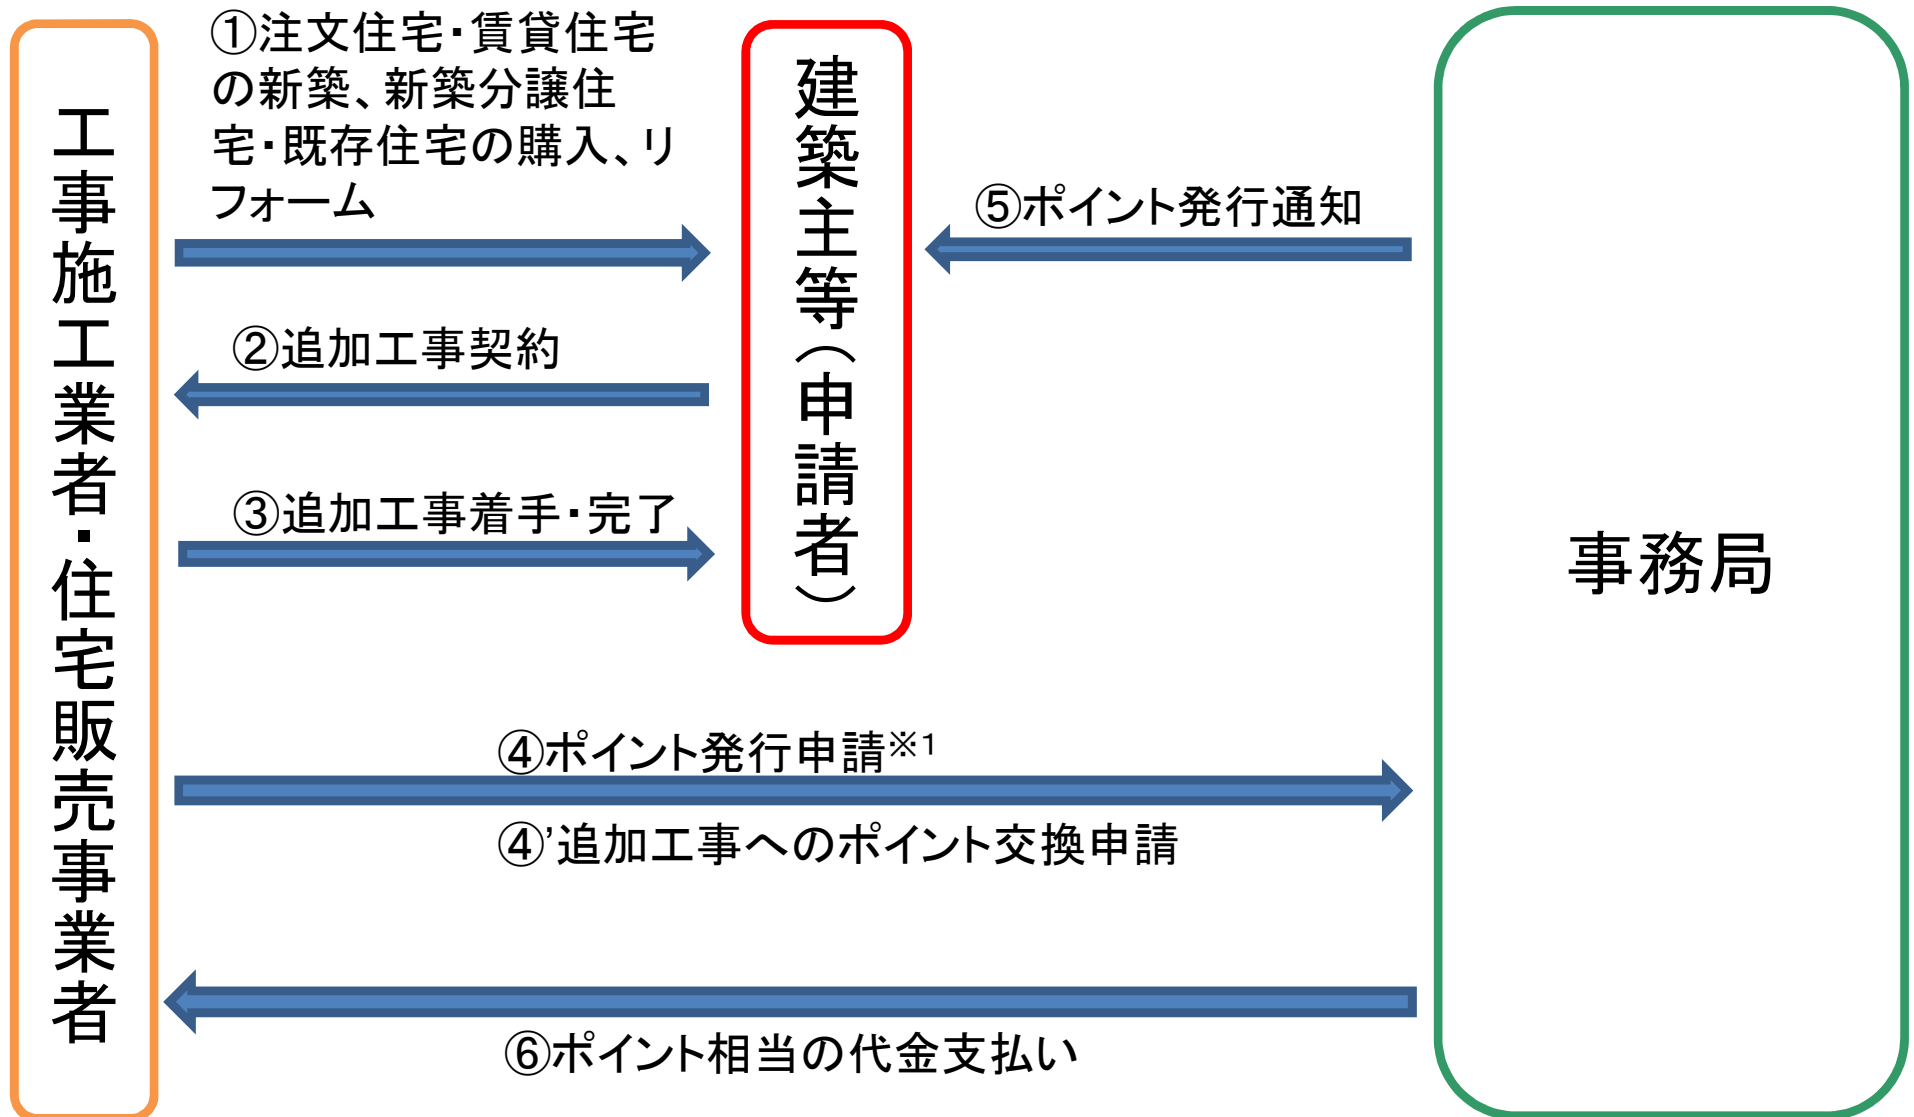 工事施工業者・住宅販売事業者
①注文住宅・賃貸住宅
の新築、新築分譲住
宅・既存住宅の購入、リ
フォーム
②追加工事契約
③追加工事着手・完了
建築主等（申請者）
⑤ポイント発行通知
事務局
④ポイント発行申請※1
④’追加工事へのポイント交換申請
⑥ポイント相当の代金支払い